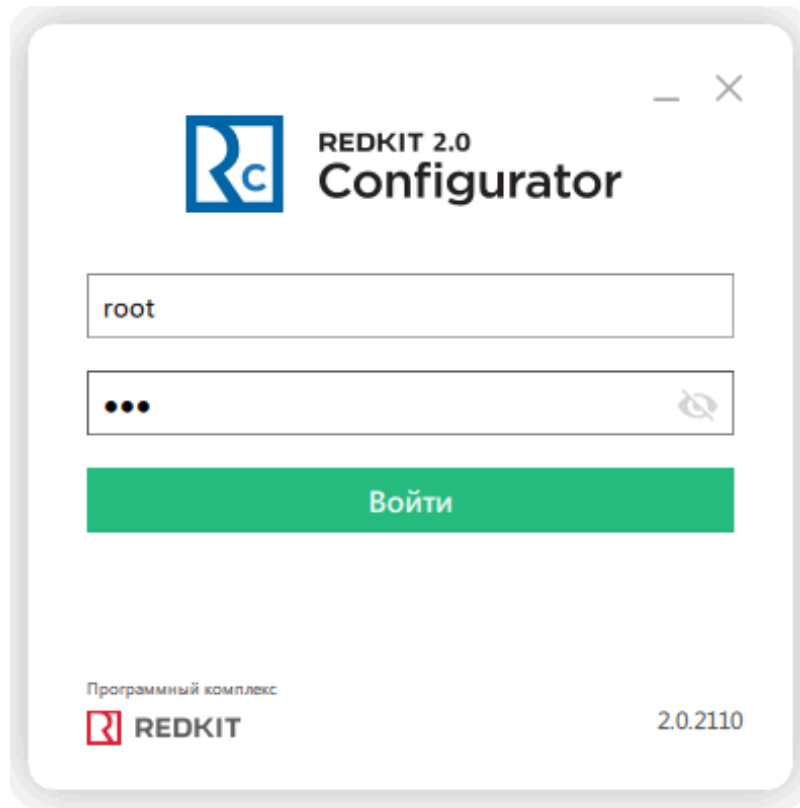 REDKIT 2.0
Configurator
root
Войти
Программный комплекс
REDKIT
2.0.2110